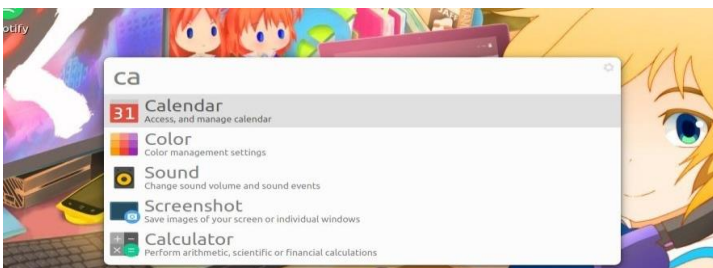 otify
ca
31 Calendar
Access, and manage calendar
Color
Color management settings
Sound
Change sound volume and sound events
Screenshot
Save images of your screen or individual windows
Calculator
Perform arithmetic, scientific or financial calculations